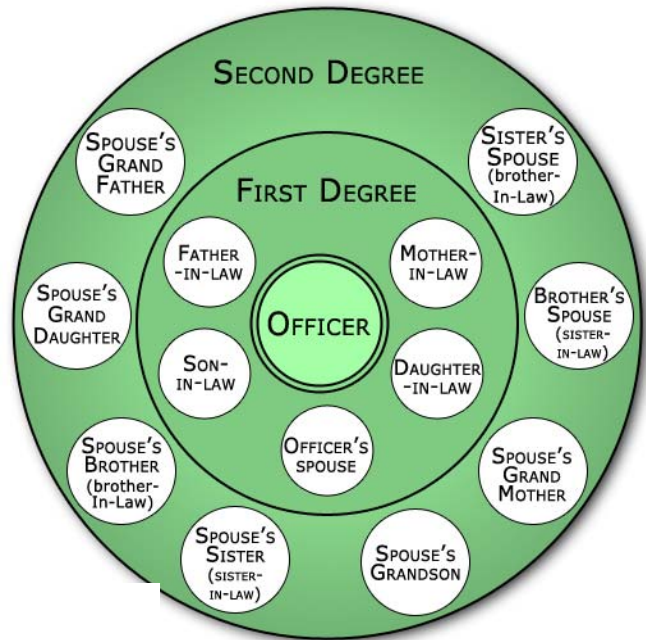 SECOND DEGREE
SPOUSE'S
GRAND
FATHER
SISTER'S
SPOUSE
(brother-
In-Law)
FIRST DEGREE
FATHER
-IN-LAW
MOTHER-
IN-LAW
OFFICER
SPOUSE'S
GRAND
DAUGHTER
BROTHER'S
SPOUSE
(SISTER-
IN-LAW)
SON-
IN-LAW
DAUGHTER
-IN-LAW
OFFICER'S
SPOUSE
SPOUSE'S
BROTHER
(brother-
In-Law)
SPOUSE'S
GRAND
MOTHER
SPOUSE'S
SISTER
(SISTER-
IN-LAW)
SPOUSE'S
GRANDSON